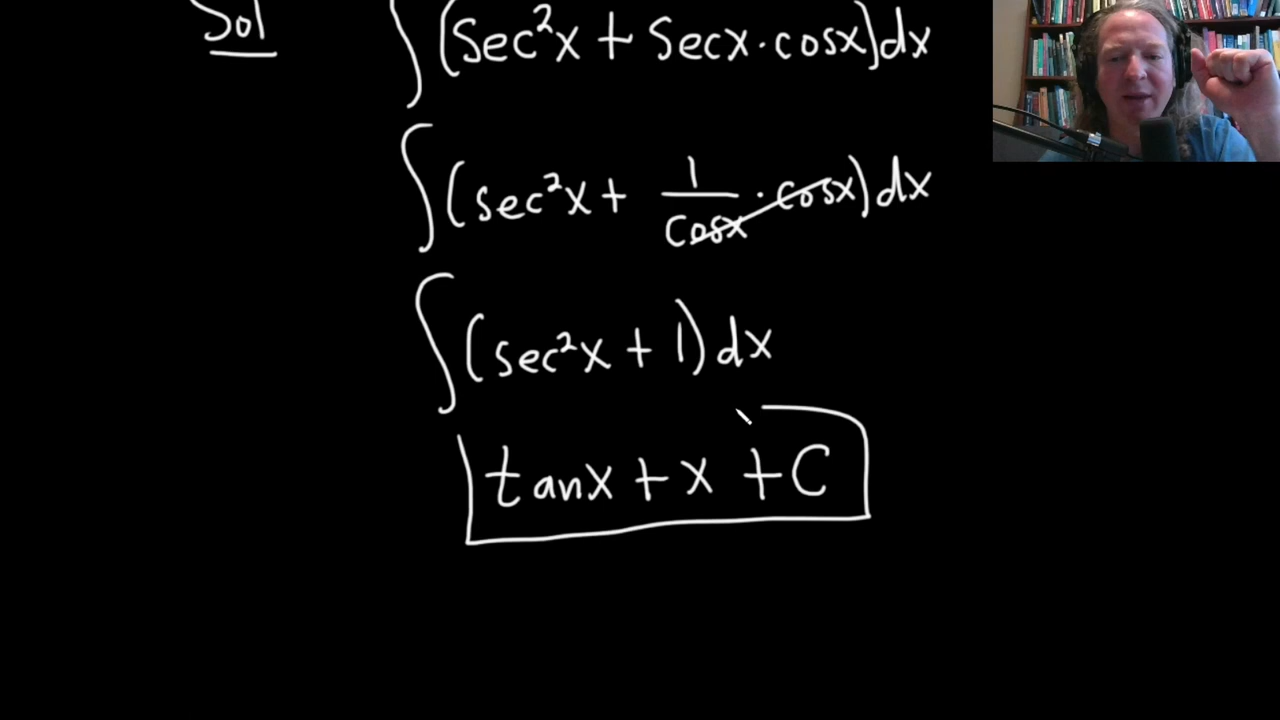 Sol
∫(Sec²x + Secx·cosx)dx
∫(sec²x + 1/cosx · cosx)dx
∫(sec²x + 1)dx
tanx + x + C